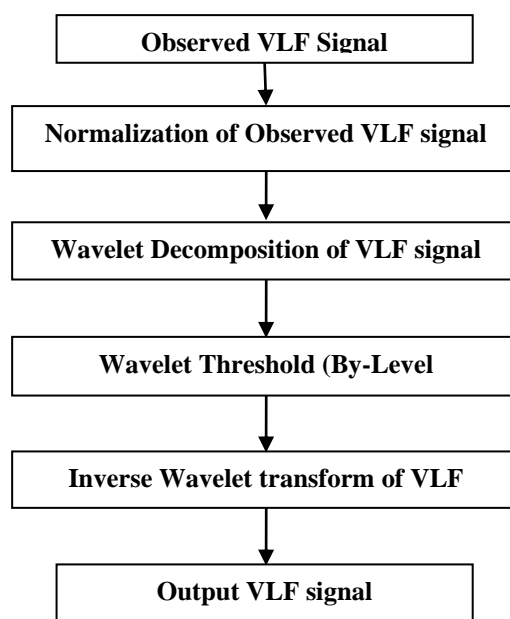 Observed VLF Signal
Normalization of Observed VLF signal
Wavelet Decomposition of VLF signal
Wavelet Threshold (By-Level
Inverse Wavelet transform of VLF
Output VLF signal